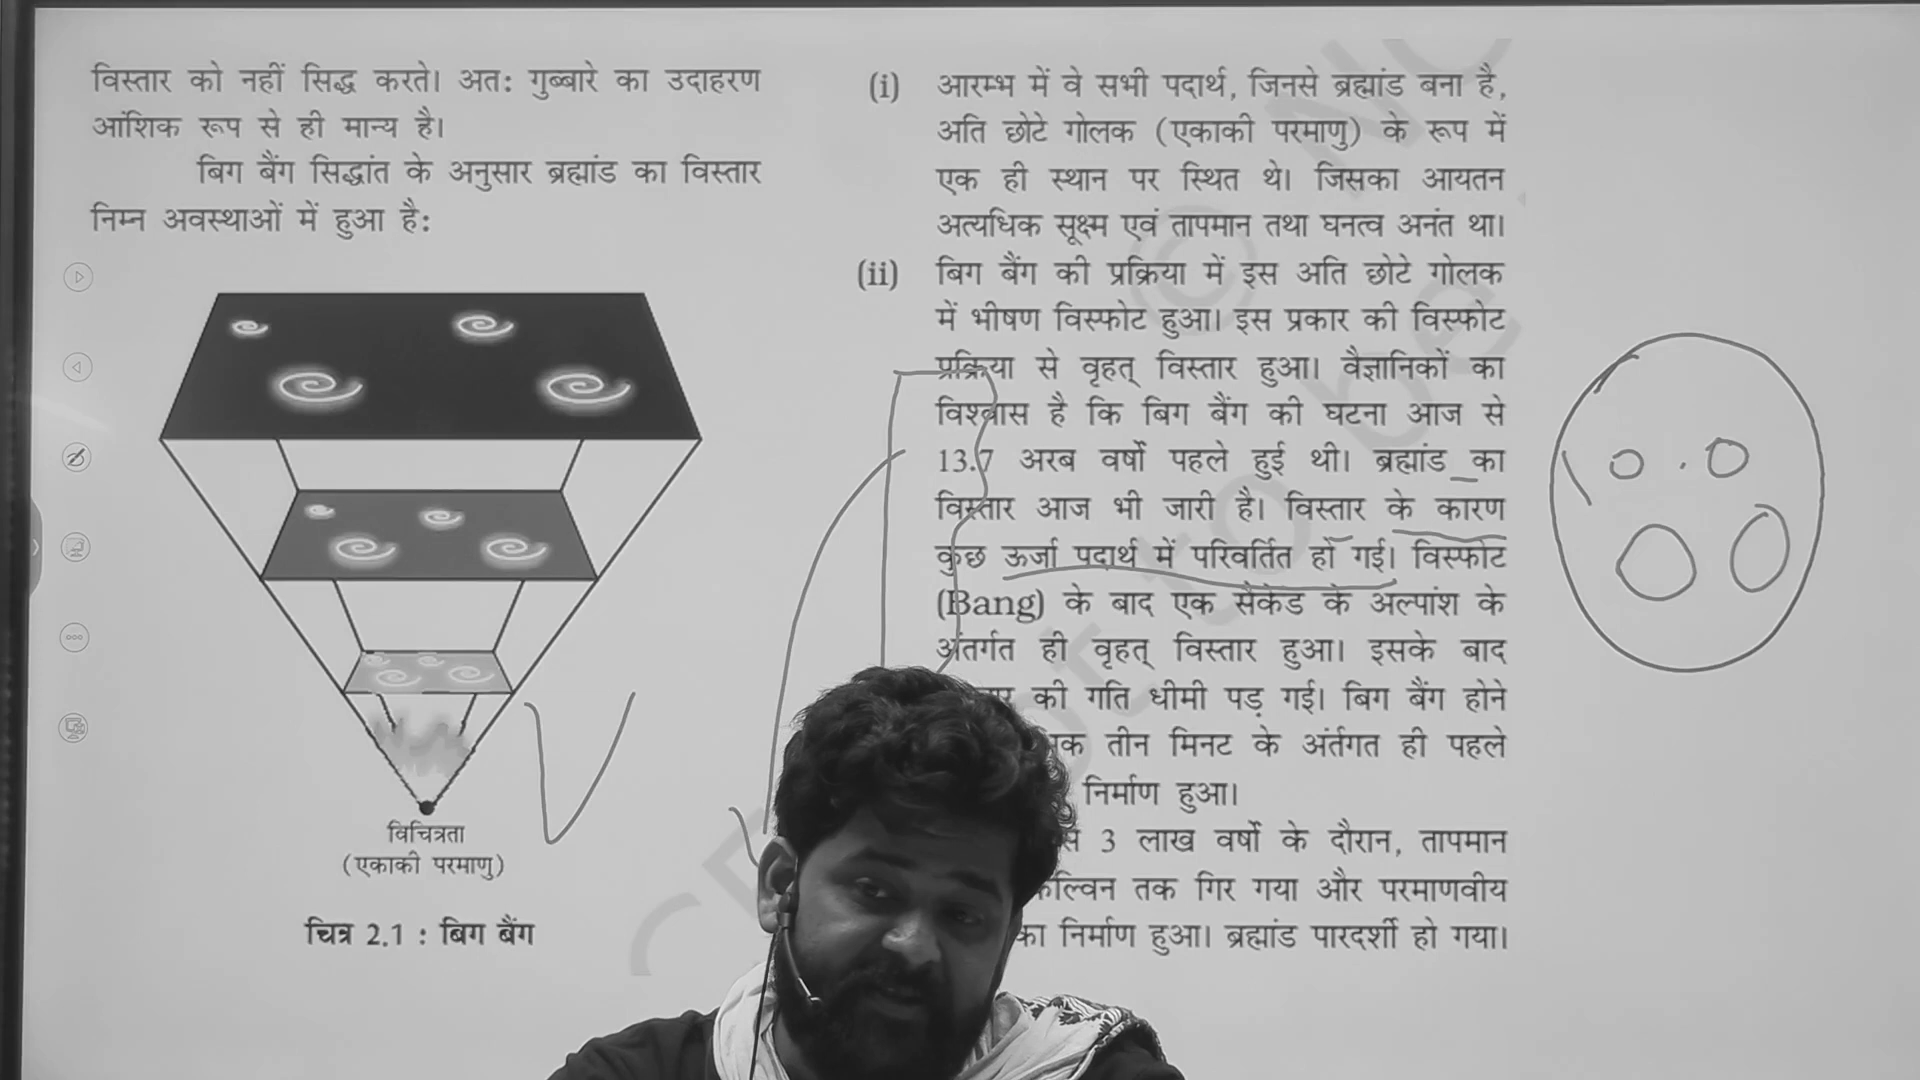 विस्तार को नहीं सिद्ध करते। अतः गुब्बारे का उदाहरण
आंशिक रूप से ही मान्य है।
बिग बैंग सिद्धांत के अनुसार ब्रह्मांड का विस्तार
निम्न अवस्थाओं में हुआ है:
विचित्रता
(एकाकी परमाणु)
चित्र 2.1 : बिग बैंग
(i) आरम्भ में वे सभी पदार्थ, जिनसे ब्रह्मांड बना है,
अति छोटे गोलक (एकाकी परमाणु) के रूप में
एक ही स्थान पर स्थित थे। जिसका आयतन
अत्यधिक सूक्ष्म एवं तापमान तथा घनत्व अनंत था।
(ii) बिग बैंग की प्रक्रिया में इस अति छोटे गोलक
में भीषण विस्फोट हुआ। इस प्रकार की विस्फोट
प्रक्रिया से वृहत् विस्तार हुआ। वैज्ञानिकों का
विश्वास है कि बिग बैंग की घटना आज से
13.7 अरब वर्षों पहले हुई थी। ब्रह्मांड का
विस्तार आज भी जारी है। विस्तार के कारण
कुछ ऊर्जा पदार्थ में परिवर्तित हो गई। विस्फोट
(Bang) के बाद एक सैकेंड के अल्पांश के
अंतर्गत ही वृहत् विस्तार हुआ। इसके बाद
की गति धीमी पड़ गई। बिग बैंग होने
तीन मिनट के अंर्तगत ही पहले
निर्माण हुआ।
3 लाख वर्षों के दौरान, तापमान
तक गिर गया और परमाणवीय
का निर्माण हुआ। ब्रह्मांड पारदर्शी हो गया।